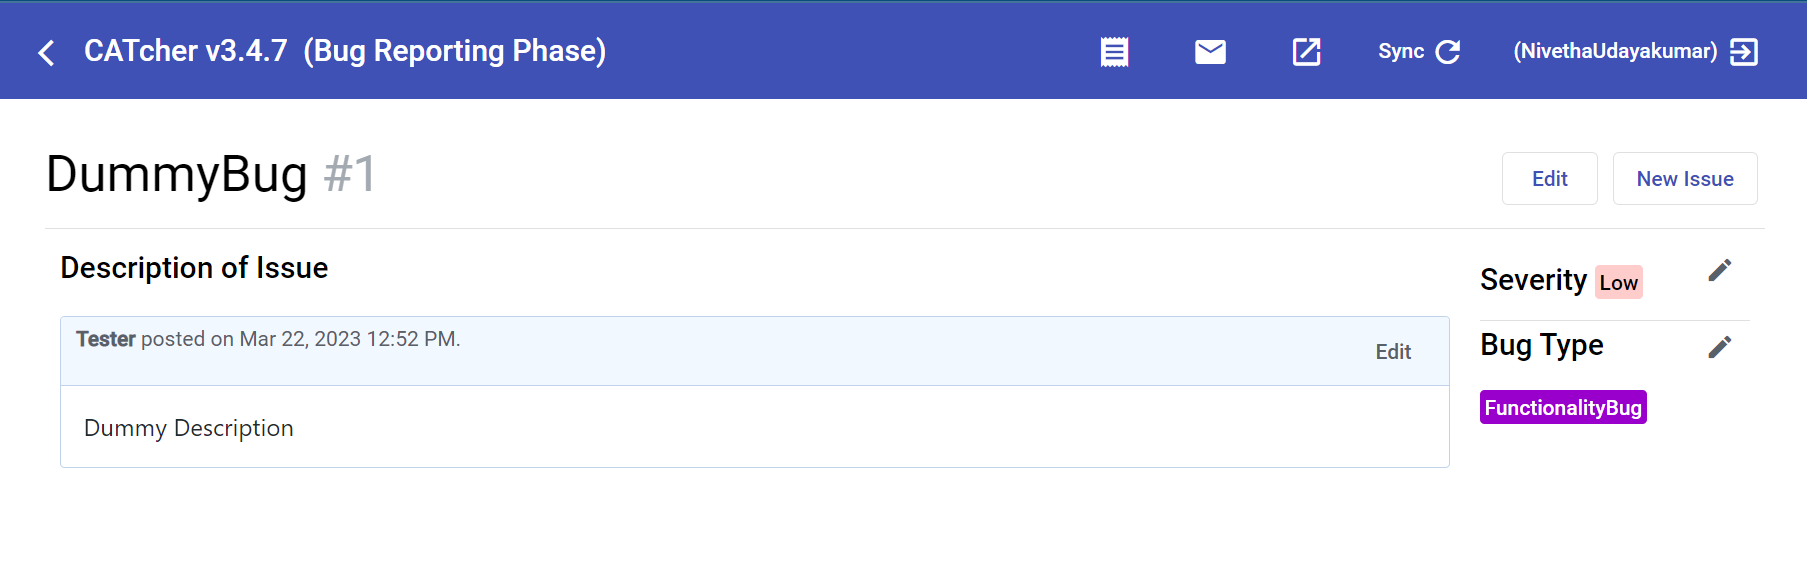 CATcher v3.4.7 (Bug Reporting Phase)
Sync
(NivethaUdayakumar)
DummyBug #1
Edit
New Issue
Description of Issue
Tester posted on Mar 22, 2023 12:52 PM.
Edit
Dummy Description
Severity Low
Bug Type
FunctionalityBug